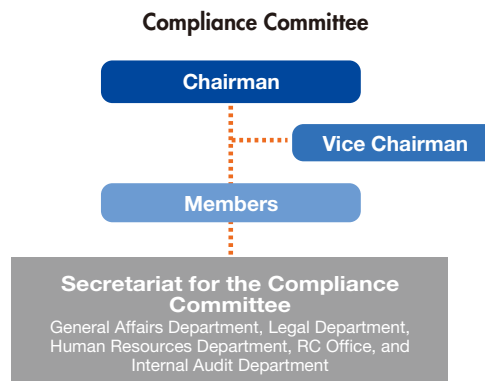 Compliance Committee
Chairman
Vice Chairman
Members
Secretariat for the Compliance
Committee
General Affairs Department, Legal Department,
Human Resources Department, RC Office, and
Internal Audit Department